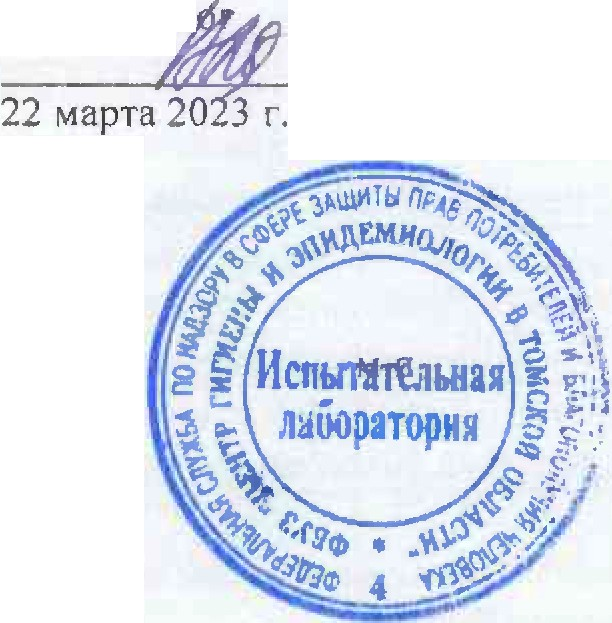 22 марта 2023 г.
ФЕДЕРАЛЬНАЯ СЛУЖБА ПО НАДЗОРУ В СФЕРЕ ЗАЩИТЫ ПРАВ ПОТРЕБИТЕЛЕЙ И БЛАГОПОЛУЧИЯ ЧЕЛОВЕКА
ФБУЗ "ЦЕНТР ГИГИЕНЫ И ЭПИДЕМИОЛОГИИ В ТОМСКОЙ ОБЛАСТИ" *
Испытательная
лаборатория
4